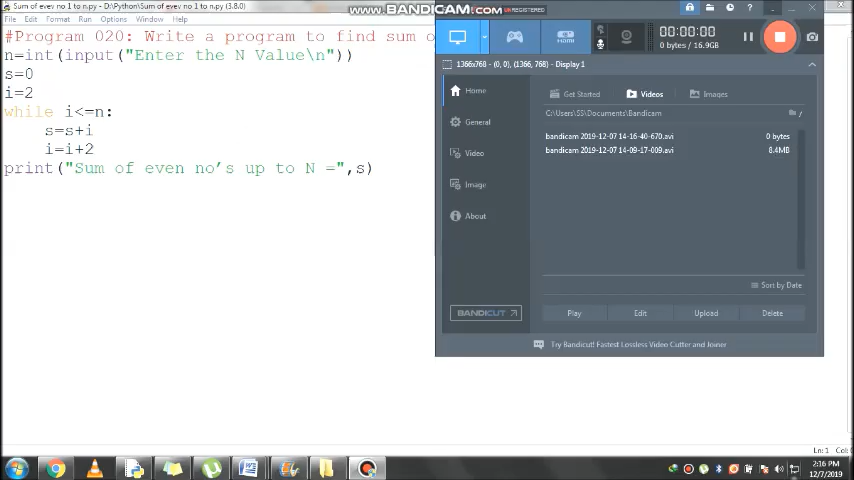 Sum of evev no 1 to n.py - D:\Python\Sum of evev no 1 to n.py (3.8.0)
File Edit Format Run Options Window Help
#Program 020: Write a program to find sum o
n=int(input("Enter the N Value\n"))
s=0
i=2
while i<=n:
s=s+i
i=i+2
print("Sum of even no's up to N =",s)
www.BANDICAM.com
UNREGISTERED
00:00:00
0 bytes / 16.9GB
1366x768 - (0, 0), (1366, 768) - Display 1
Home
General
Video
Image
About
BANDICUT
Get Started Videos Images
C:\Users\SS\Documents\Bandicam
bandicam 2019-12-07 14-16-40-670.avi 0 bytes
bandicam 2019-12-07 14-09-17-009.avi 8.4MB
Sort by Date
Play Edit Upload Delete
Try Bandicut! Fastest Lossless Video Cutter and Joiner
Ln: 1 Col:
2:16 PM
12/7/2019